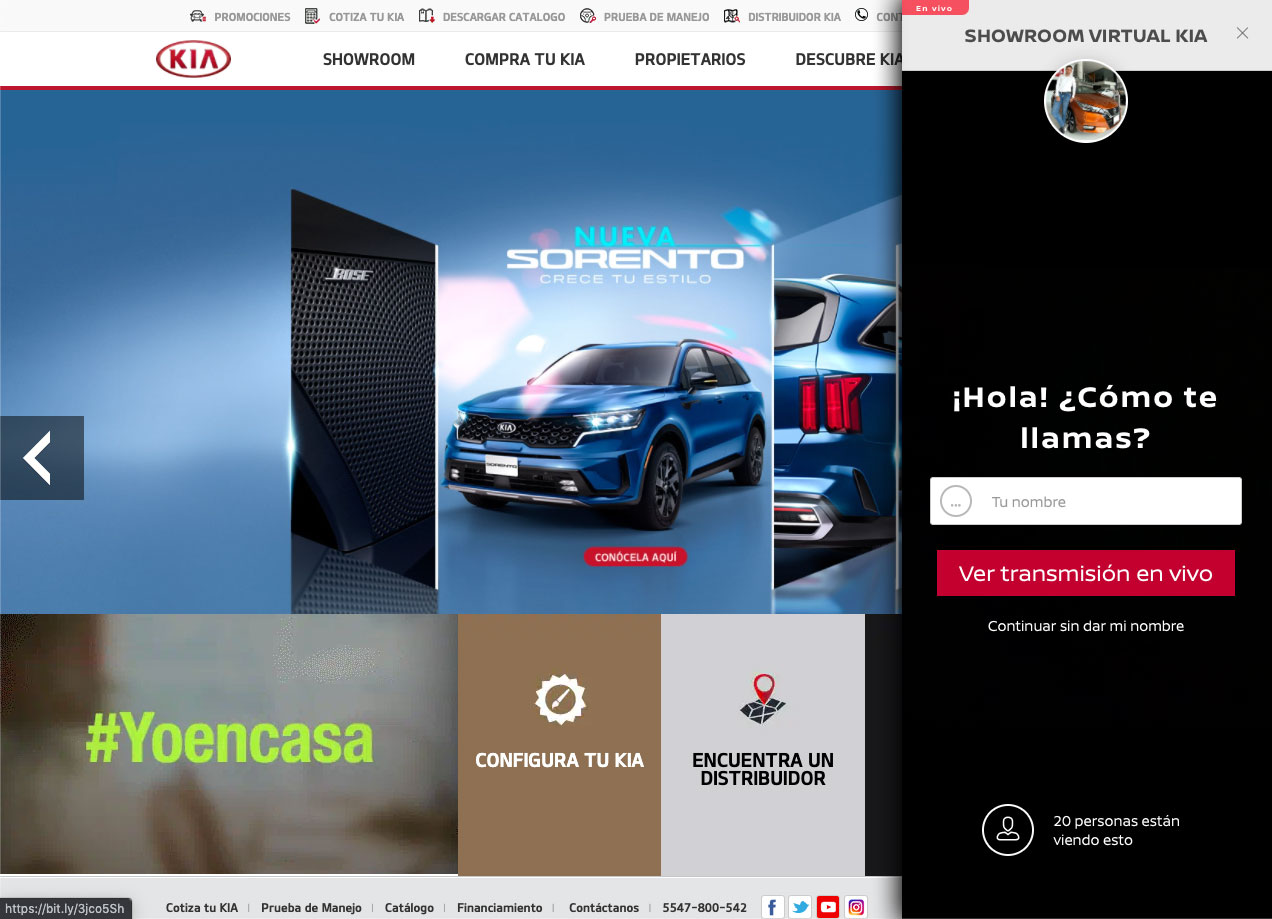 PROMOCIONES COTIZA TU KIA DESCARGAR CATALOGO PRUEBA DE MANEJO DISTRIBUIDOR KIA CONT
En vivo
SHOWROOM VIRTUAL KIA
KIA SHOWROOM COMPRA TU KIA PROPIETARIOS DESCUBRE KIA
BOSE
NUEVA
SORENTO
CRECE TU ESTILO
KIA
SORENTO
CONÓCELA AQUÍ
¡Hola! ¿Cómo te
llamas?
... Tu nombre
Ver transmisión en vivo
Continuar sin dar mi nombre
20 personas están
viendo esto
#Yoencasa
CONFIGURA TU KIA
ENCUENTRA UN
DISTRIBUIDOR
https://bit.ly/3jco5Sh
Cotiza tu KIA | Prueba de Manejo | Catálogo | Financiamiento | Contáctanos | 5547-800-542